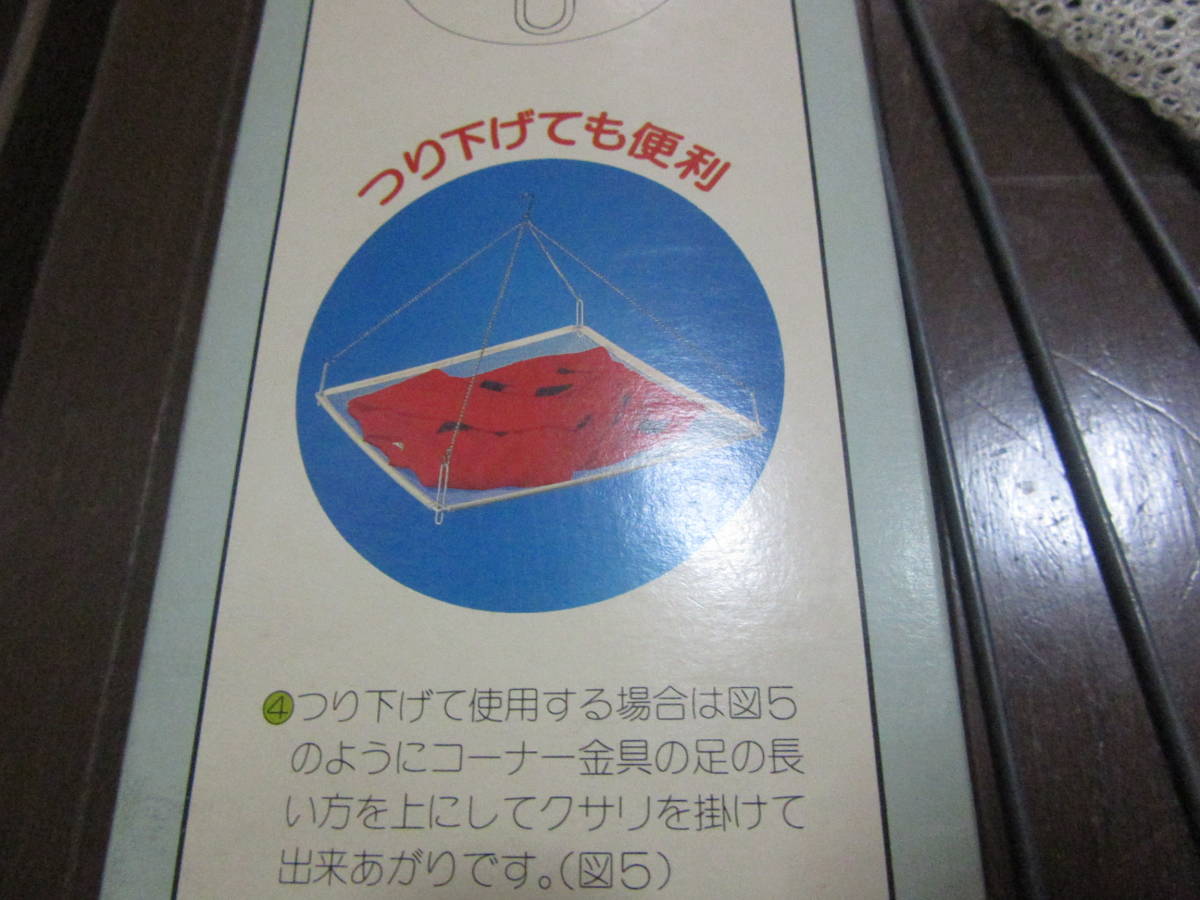 つり下げても便利
④つり下げて使用する場合は図5
のようにコーナー金具の足の長
い方を上にしてクサリを掛けて
出来あがりです。(図5)